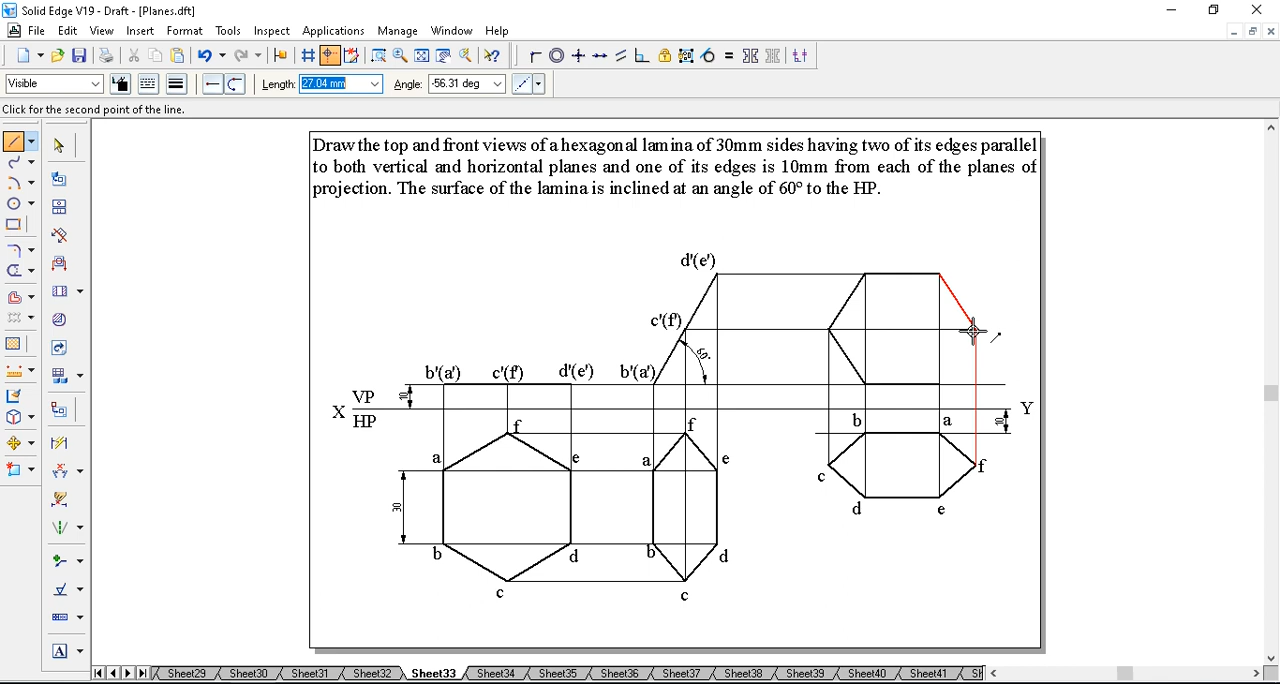 Solid Edge V19 - Draft - [Planes.dft]
File Edit View Insert Format Tools Inspect Applications Manage Window Help
Visible Length: 27.04 mm Angle: -56.31 deg
Click for the second point of the line.
Draw the top and front views of a hexagonal lamina of 30mm sides having two of its edges parallel
to both vertical and horizontal planes and one of its edges is 10mm from each of the planes of
projection. The surface of the lamina is inclined at an angle of 60° to the HP.
d'(e')
c'(f')
60°
b'(a') c'(f') d'(e') b'(a')
10
X VP Y
HP
10
b a
f f
a e a e
c f
d e
30
b d b d
c c
A
Sheet29 Sheet30 Sheet31 Sheet32 Sheet33 Sheet34 Sheet35 Sheet36 Sheet37 Sheet38 Sheet39 Sheet40 Sheet41 Sh